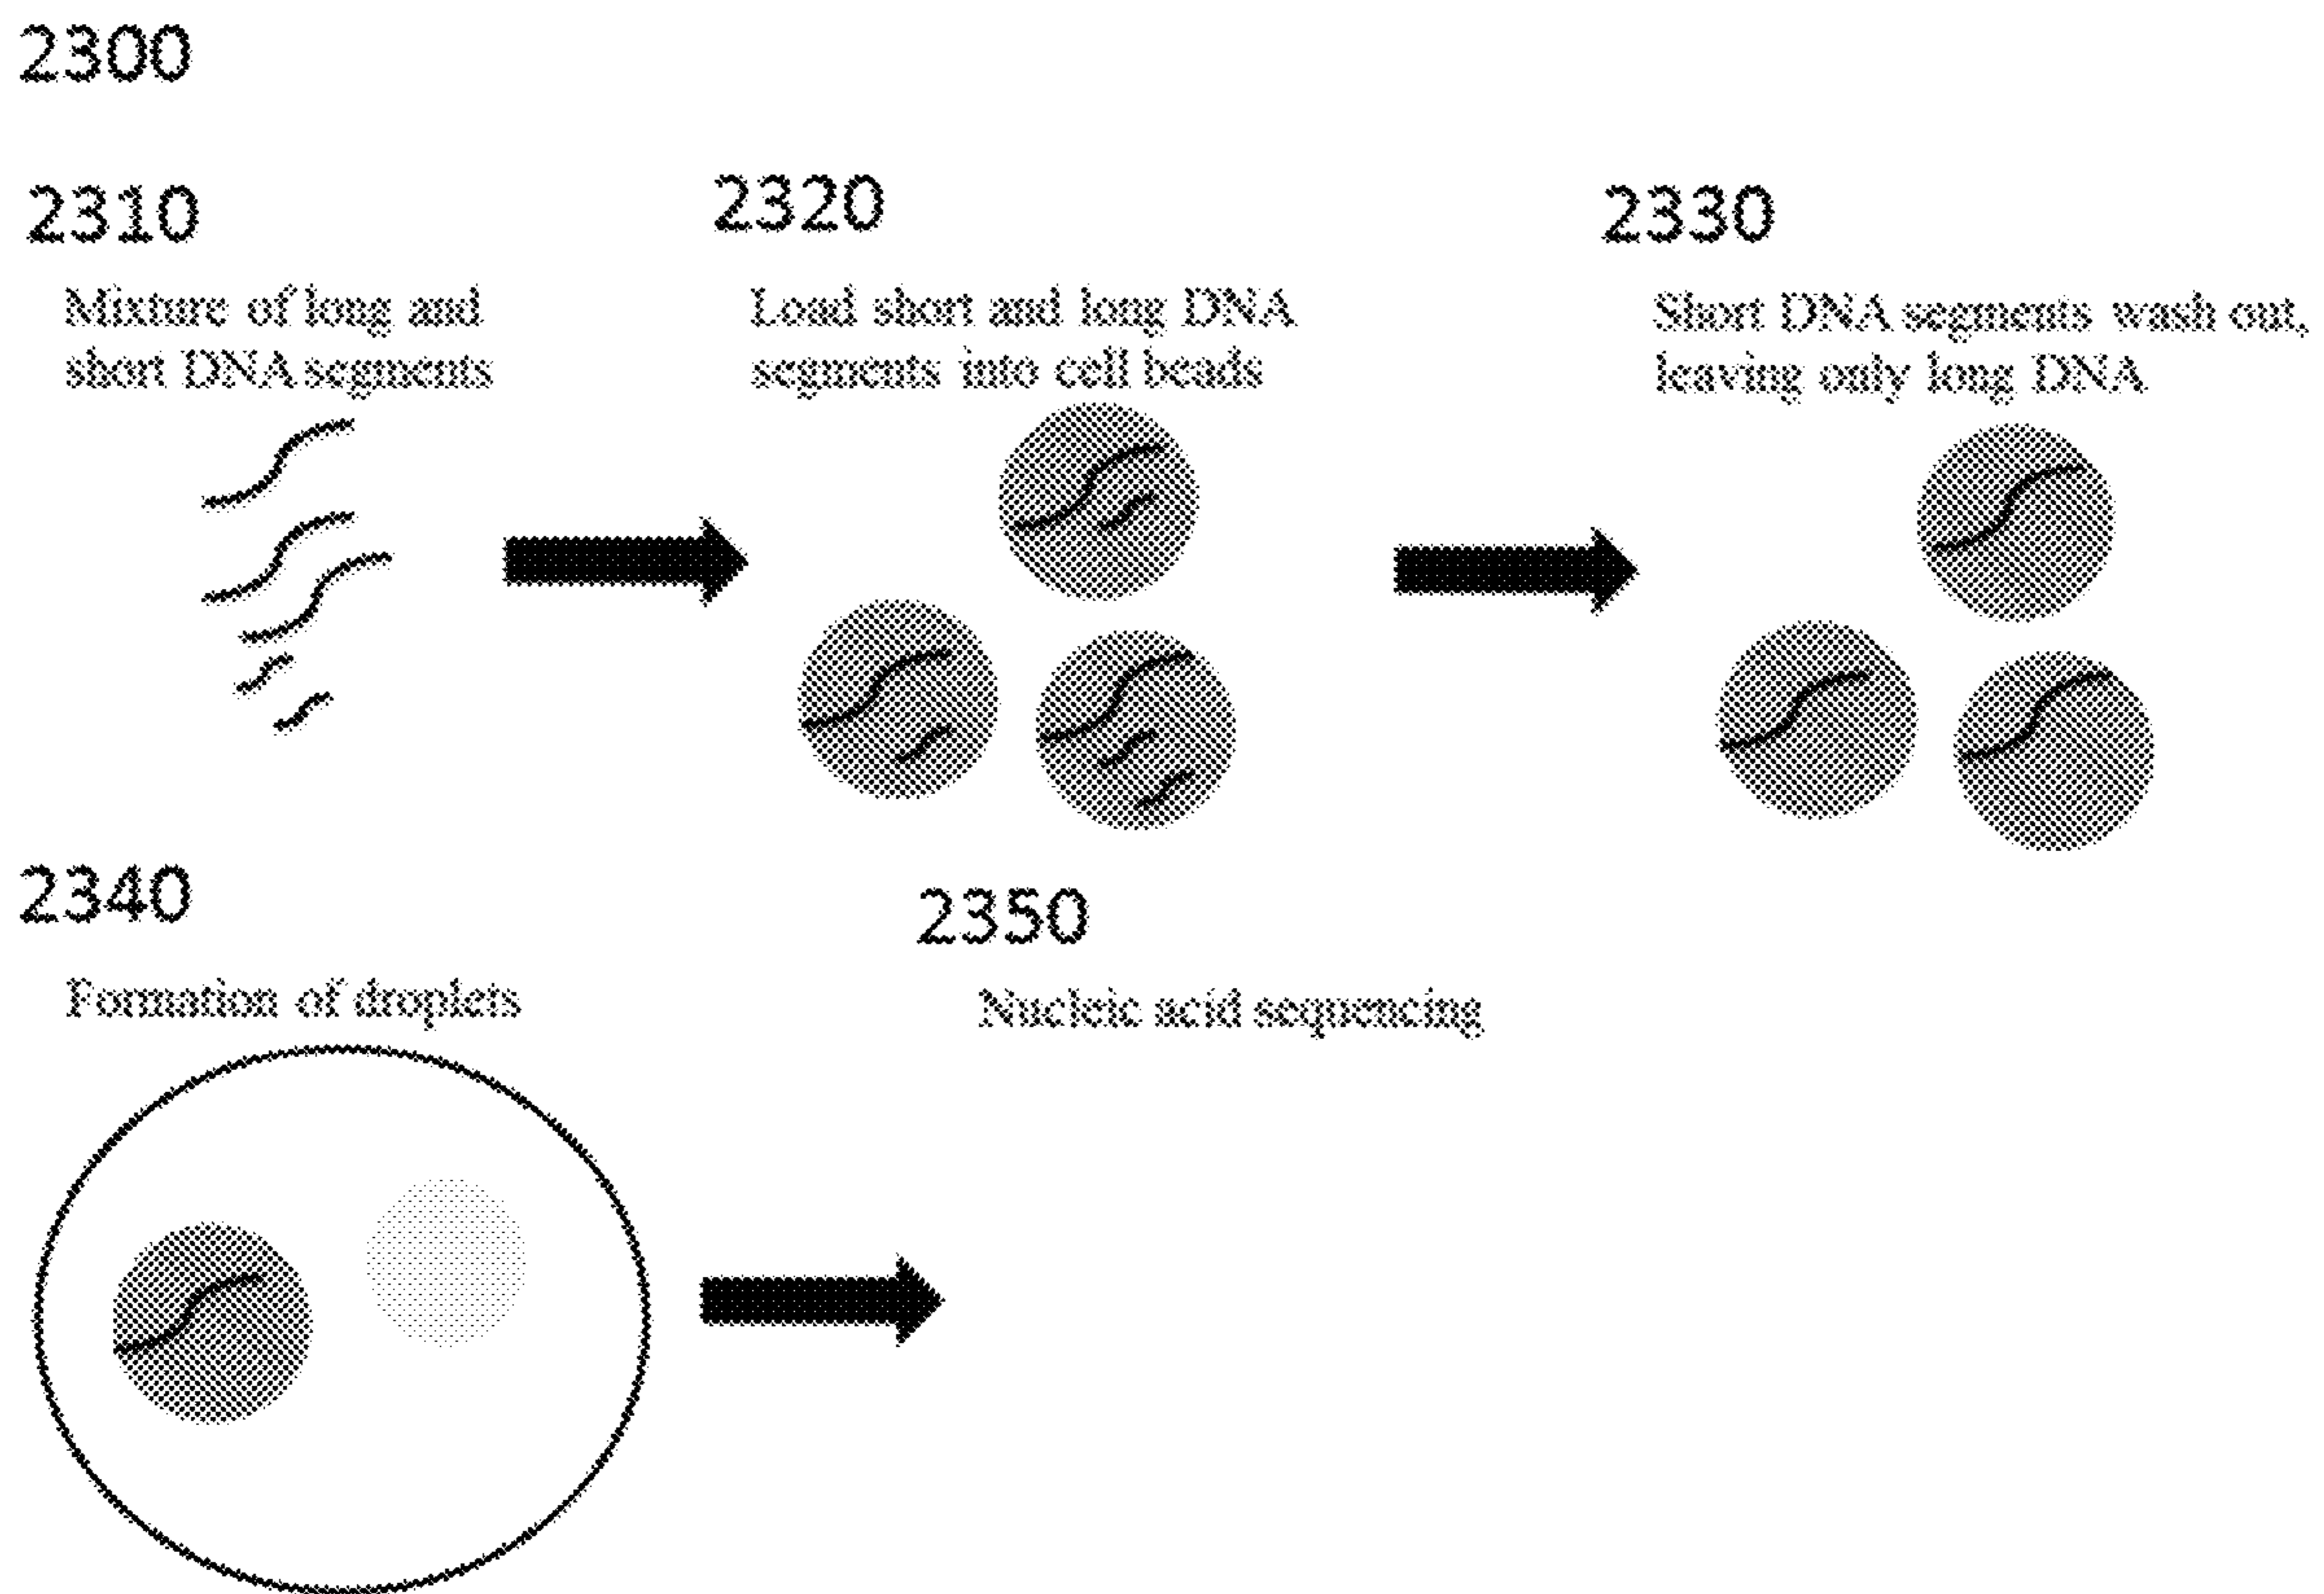 2300
2310
Mixture of long and
short DNA segments
2320
Load short and long DNA
segments into cell beads
2330
Short DNA segments wash out,
leaving only long DNA
2340
Formation of droplets
2350
Nucleic acid sequencing